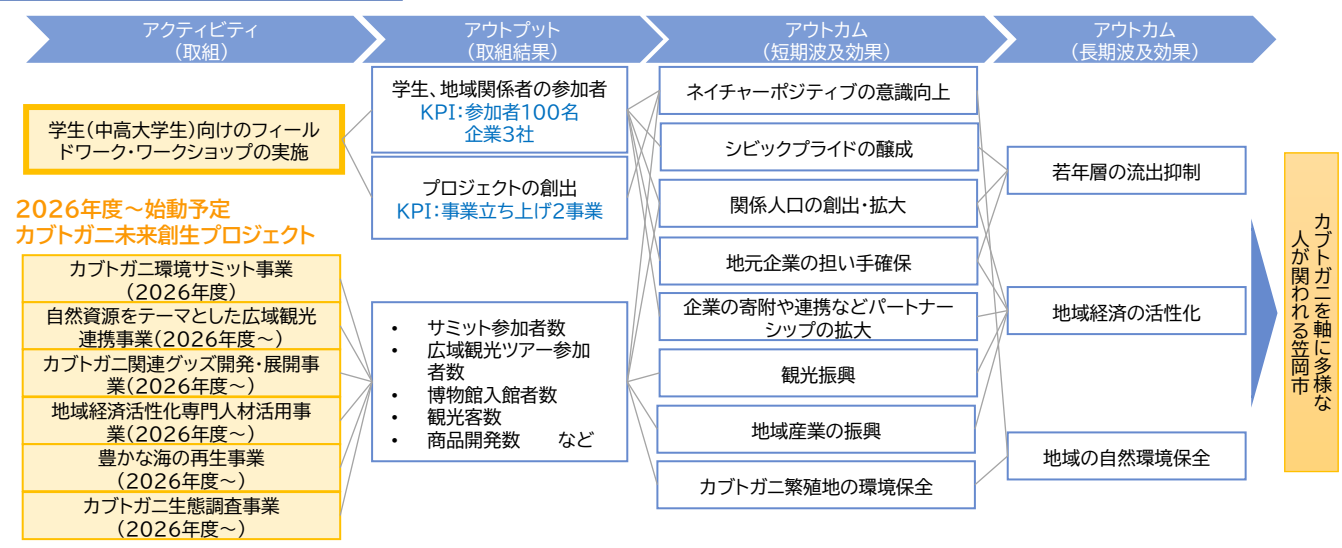 アクティビティ
(取組)
アウトプット
(取組結果)
アウトカム
(短期波及効果)
アウトカム
(長期波及効果)
学生(中高大学生)向けのフィール
ドワーク・ワークショップの実施
2026年度~始動予定
カブトガニ未来創生プロジェクト
カブトガニ環境サミット事業
(2026年度)
自然資源をテーマとした広域観光
連携事業(2026年度~)
カブトガニ関連グッズ開発・展開事
業(2026年度~)
地域経済活性化専門人材活用事
業(2026年度~)
豊かな海の再生事業
(2026年度~)
カブトガニ生態調査事業
(2026年度~)
学生、地域関係者の参加者
KPI:参加者100名
企業3社
プロジェクトの創出
KPI:事業立ち上げ2事業
• サミット参加者数
• 広域観光ツアー参加
者数
• 博物館入館者数
• 観光客数
• 商品開発数 など
ネイチャーポジティブの意識向上
シビックプライドの醸成
関係人口の創出・拡大
地元企業の担い手確保
企業の寄附や連携などパートナー
シップの拡大
観光振興
地域産業の振興
カブトガニ繁殖地の環境保全
若年層の流出抑制
地域経済の活性化
地域の自然環境保全
カブトガニを軸に多様な
人が関われる笠岡市